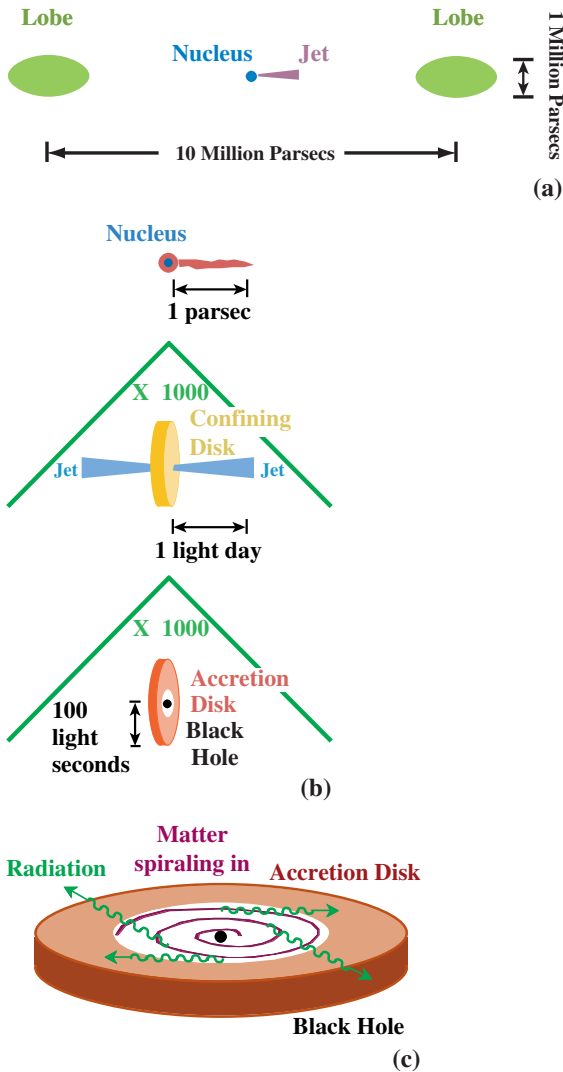 Lobe
Lobe
Nucleus
Jet
1 Million Parsecs
10 Million Parsecs
(a)
Nucleus
1 parsec
X 1000
Confining
Disk
Jet
Jet
1 light day
X 1000
Accretion
Disk
Black
Hole
100
light
seconds
(b)
Matter
spiraling in
Radiation
Accretion Disk
Black Hole
(c)